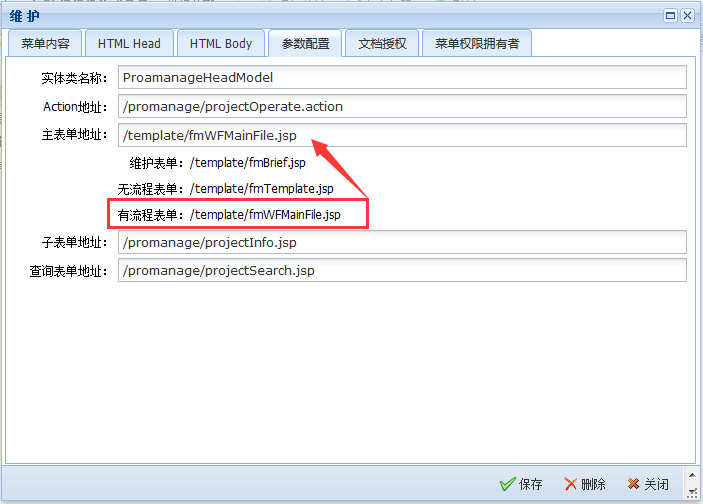 维 护
菜单内容 HTML Head HTML Body 参数配置 文档授权 菜单权限拥有者
实体类名称： ProamanageHeadModel
Action地址： /promanage/projectOperate.action
主表单地址： /template/fmWFMainFile.jsp
维护表单：/template/fmBrief.jsp
无流程表单：/template/fmTemplate.jsp
有流程表单：/template/fmWFMainFile.jsp
子表单地址： /promanage/projectInfo.jsp
查询表单地址： /promanage/projectSearch.jsp
保存 删除 关闭